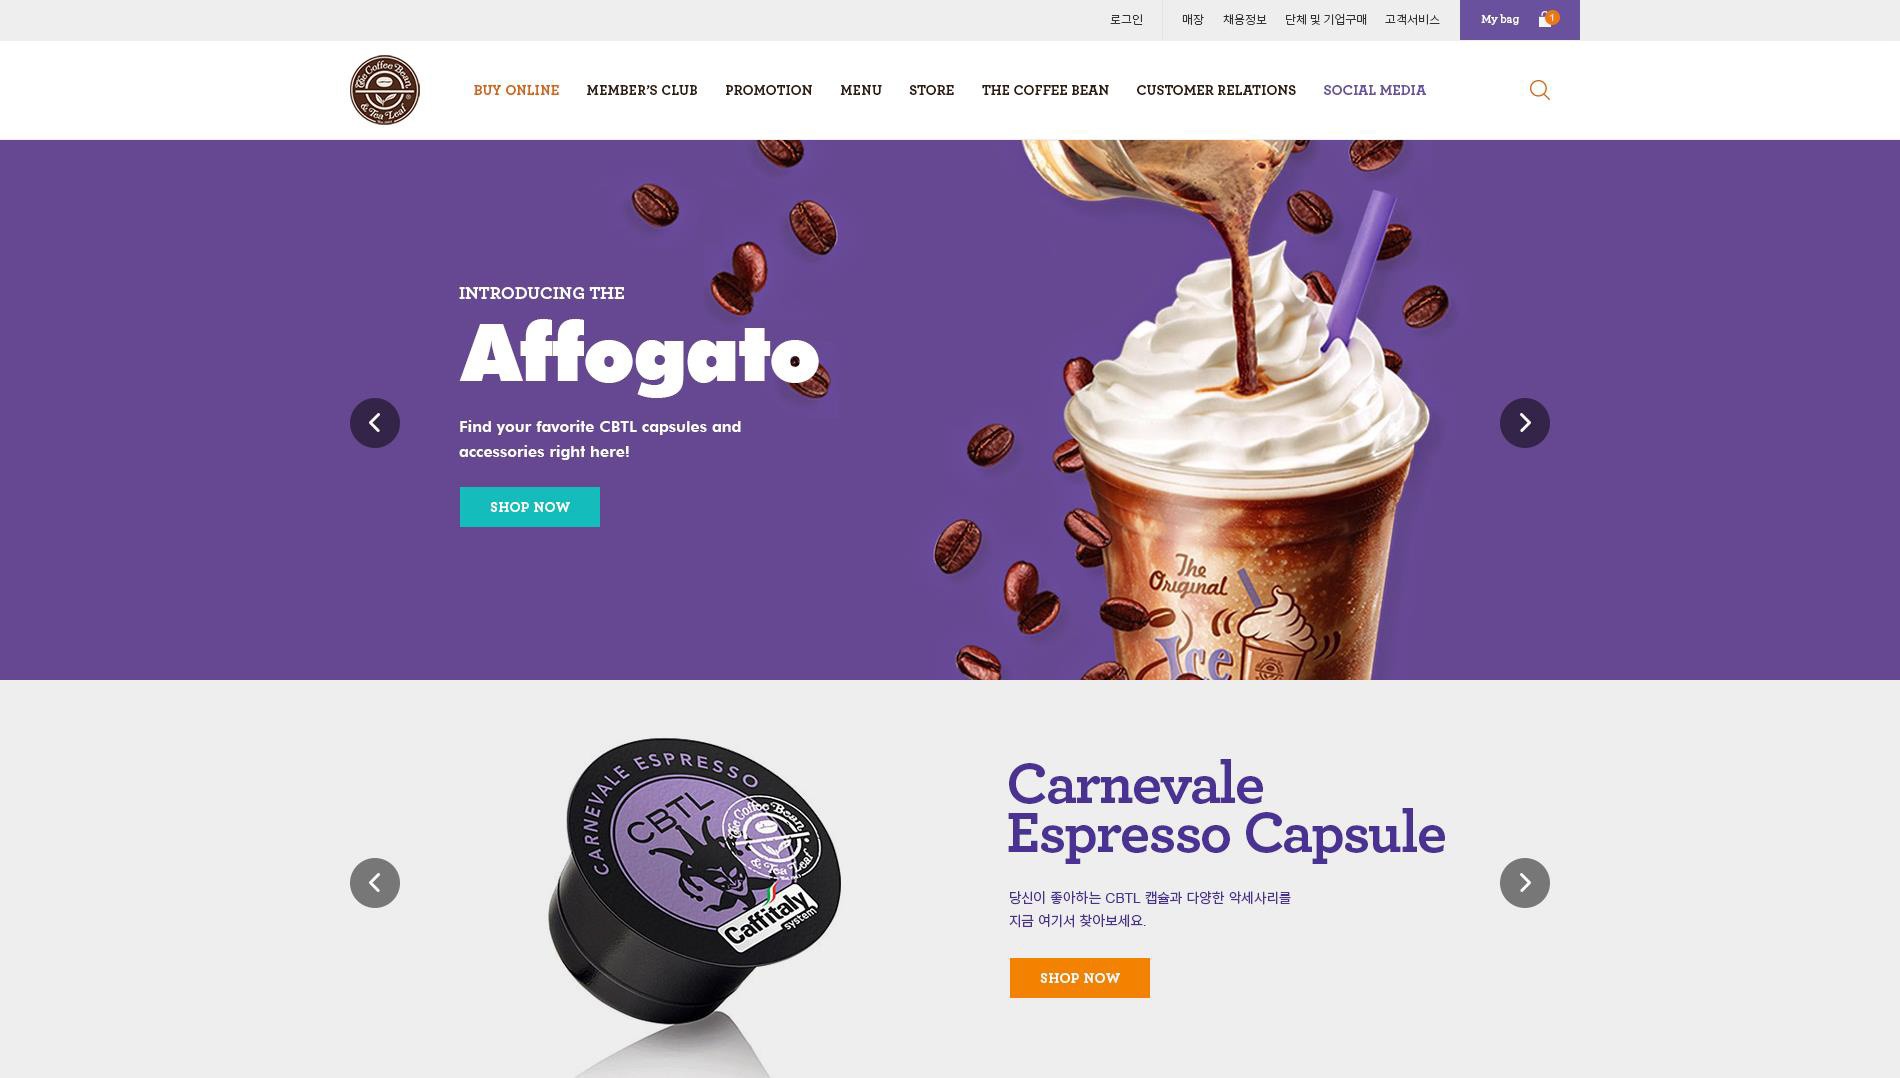 로그인
매장
채용정보
단체 및 기업구매
고객서비스
My bag
1
The Coffee Bean
& Tea Leaf
BUY ONLINE
MEMBER'S CLUB
PROMOTION
MENU
STORE
THE COFFEE BEAN
CUSTOMER RELATIONS
SOCIAL MEDIA
INTRODUCING THE
Affogato
Find your favorite CBTL capsules and
accessories right here!
SHOP NOW
The
Original
Ice
CARNEVALE ESPRESSO
CBTL
The Coffee Bean
& Tea Leaf
Caffitaly
system
Carnevale
Espresso Capsule
당신이 좋아하는 CBTL 캡슐과 다양한 악세사리를
지금 여기서 찾아보세요.
SHOP NOW